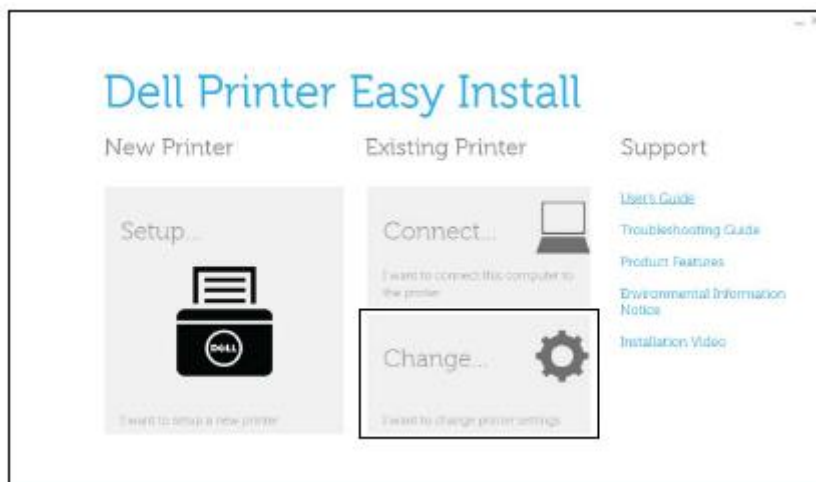 Dell Printer Easy Install
New Printer
Setup...
DELL
I want to setup a new printer
Existing Printer
Connect...
I want to connect this computer to
the printer
Change...
I want to change printer settings
Support
User's Guide
Troubleshooting Guide
Product Features
Environmental Information
Notice
Installation Video